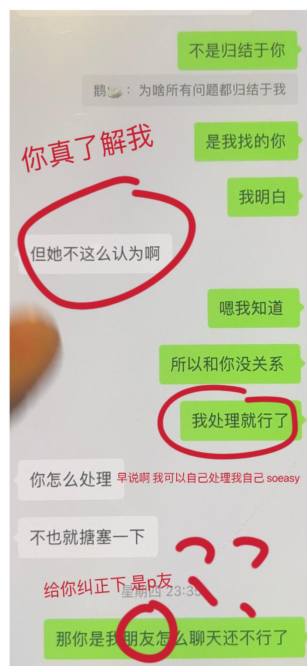 不是归结于你
鹅🦢：为啥所有问题都归结于我
你真了解我
是我找的你
我明白
但她不这么认为啊
嗯我知道
所以和你没关系
我处理就行了
你怎么处理
早说啊 我可以自己处理我自己 soeasy
不也就搪塞一下
？？
给你纠正下 是p友
星期四 23:35
那你是我朋友怎么聊天还不行了